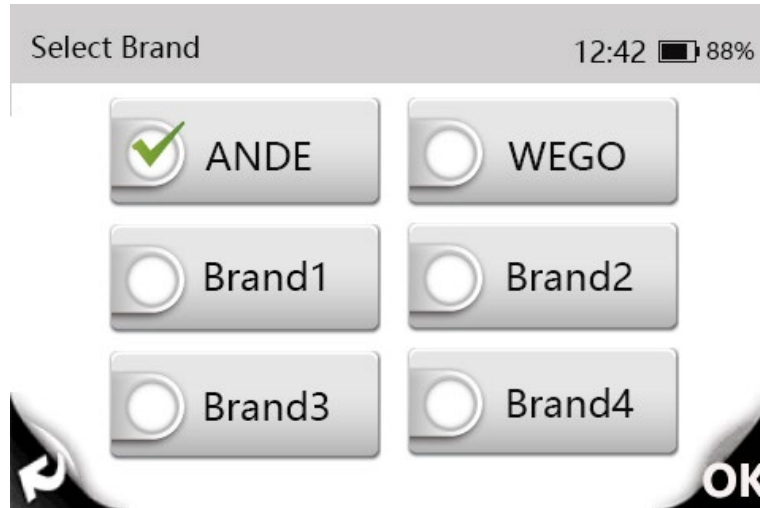 Select Brand 12:42 88%
ANDE WEGO
Brand1 Brand2
Brand3 Brand4
OK